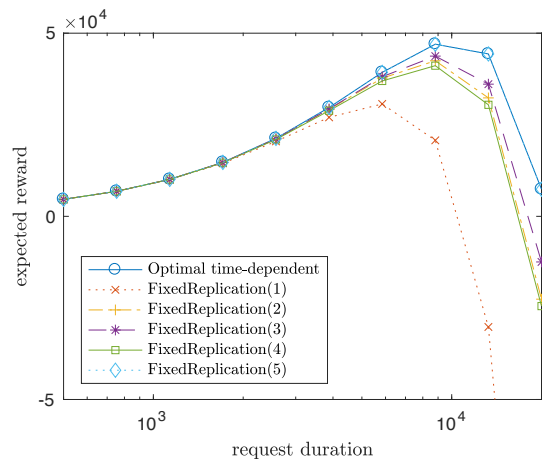 ×10⁴
5
0
-5
expected reward
Optimal time-dependent
FixedReplication(1)
FixedReplication(2)
FixedReplication(3)
FixedReplication(4)
FixedReplication(5)
10³
10⁴
request duration